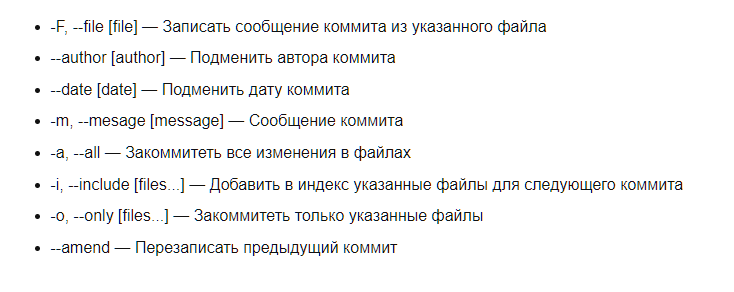 -F, --file [file] — Записать сообщение коммита из указанного файла
--author [author] — Подменить автора коммита
--date [date] — Подменить дату коммита
-m, --mesage [message] — Сообщение коммита
-a, --all — Закоммитеть все изменения в файлах
-i, --include [files...] — Добавить в индекс указанные файлы для следующего коммита
-o, --only [files...] — Закоммитеть только указанные файлы
--amend — Перезаписать предыдущий коммит